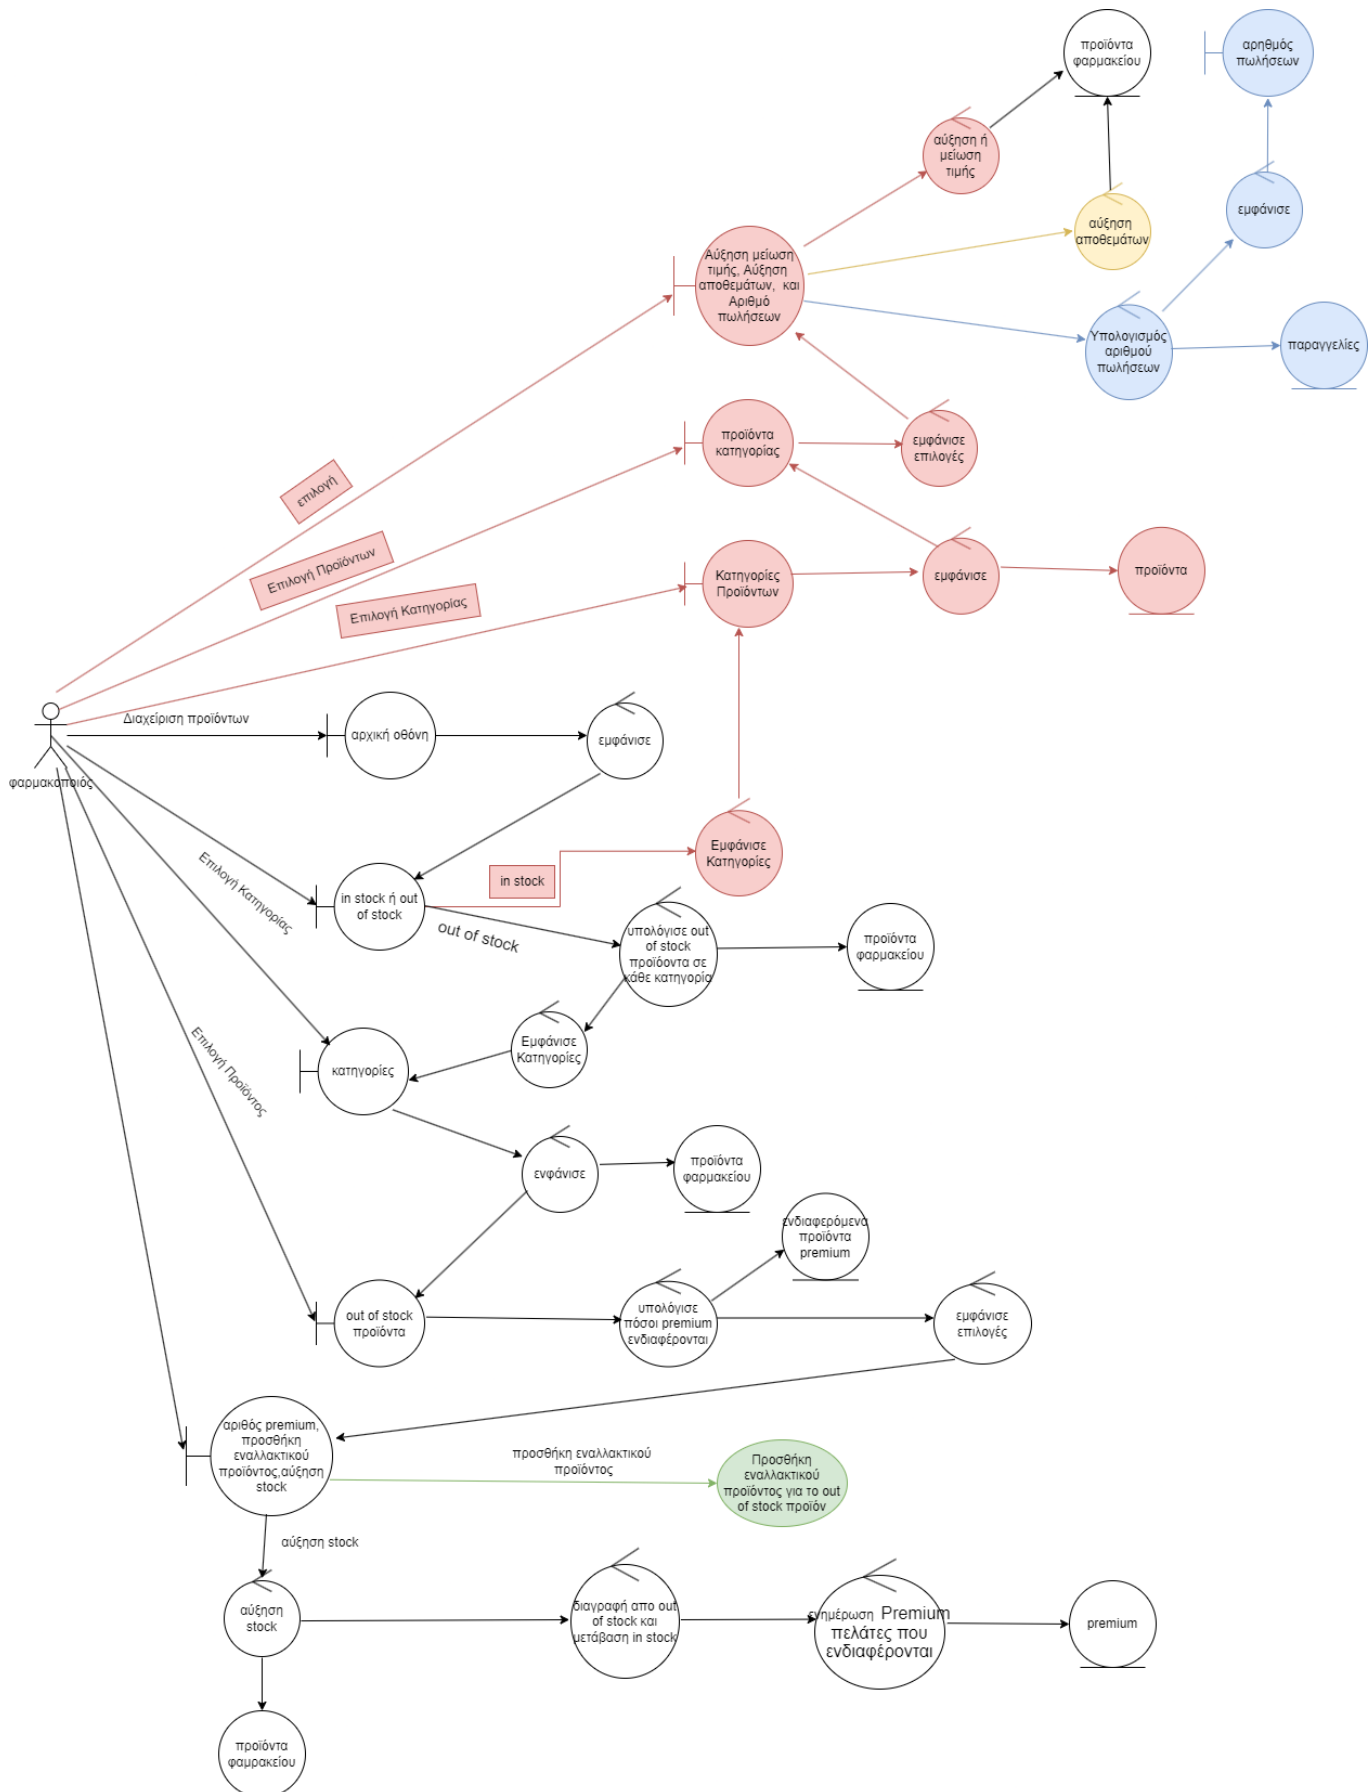 προϊόντα
φαρμακείου
αρηθμός
πωλήσεων
αύξηση ή
μείωση
τιμής
εμφάνισε
αύξηση
αποθεμάτων
Αύξηση μείωση
τιμής, Αύξηση
αποθεμάτων, και
Αριθμό
πωλήσεων
Υπολογισμός
αριθμού
πωλήσεων
παραγγελίες
προϊόντα
κατηγορίας
εμφάνισε
επιλογές
επιλογή
Επιλογή Προϊόντων
Επιλογή Κατηγορίας
Κατηγορίες
Προϊόντων
εμφάνισε
προϊόντα
Διαχείριση προϊόντων
αρχική οθόνη
εμφάνισε
φαρμακοποιός
Εμφάνισε
Κατηγορίες
in stock
in stock ή out
of stock
Επιλογή Κατηγορίας
out of stock
υπολόγισε out
of stock
προϊόοντα σε
κάθε κατηγορία
προϊόντα
φαρμακείου
Εμφάνισε
Κατηγορίες
κατηγορίες
Επιλογή Προϊόντος
ενφάνισε
προϊόντα
φαρμακείου
ενδιαφερόμενα
προϊόντα
premium
out of stock
προϊόντα
υπολόγισε
πόσοι premium
ενδιαφέρονται
εμφάνισε
επιλογές
αριθός premium,
προσθήκη
εναλλακτικού
προϊόντος,αύξηση
stock
προσθήκη εναλλακτικού
προϊόντος
Προσθήκη
εναλλακτικού
προϊόντος για το out
of stock προϊόν
αύξηση stock
αύξηση
stock
διαγραφή απο out
of stock και
μετάβαση in stock
ενημέρωση Premium
πελάτες που
ενδιαφέρονται
premium
προϊόντα
φαμρακείου